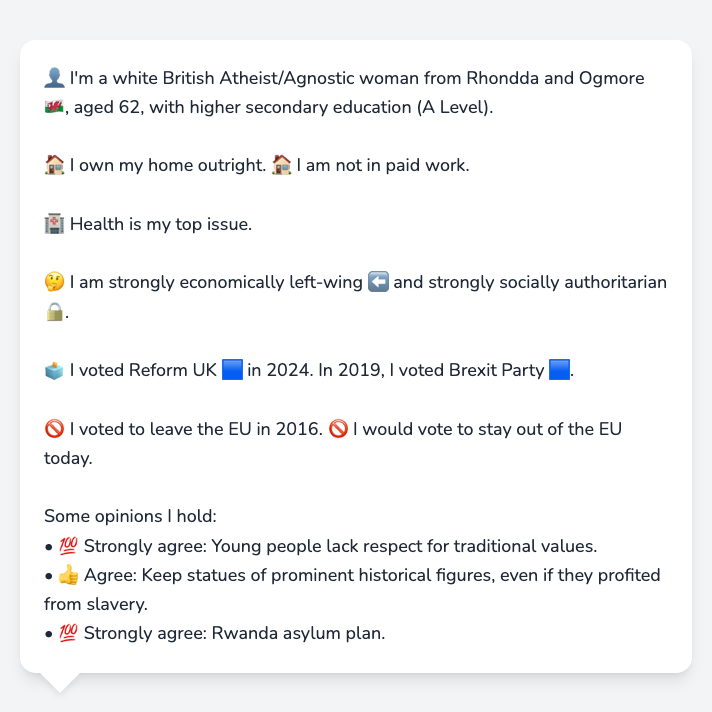 👤 I'm a white British Atheist/Agnostic woman from Rhondda and Ogmore
🏴󠁧󠁢󠁷󠁬󠁳󠁿, aged 62, with higher secondary education (A Level).
🏠 I own my home outright. 🏠 I am not in paid work.
🏥 Health is my top issue.
🤔 I am strongly economically left-wing ⬅️ and strongly socially authoritarian
🔒.
🗳️ I voted Reform UK 🟦 in 2024. In 2019, I voted Brexit Party 🟦.
🚫 I voted to leave the EU in 2016. 🚫 I would vote to stay out of the EU
today.
Some opinions I hold:
• 💯 Strongly agree: Young people lack respect for traditional values.
• 👍 Agree: Keep statues of prominent historical figures, even if they profited
from slavery.
• 💯 Strongly agree: Rwanda asylum plan.